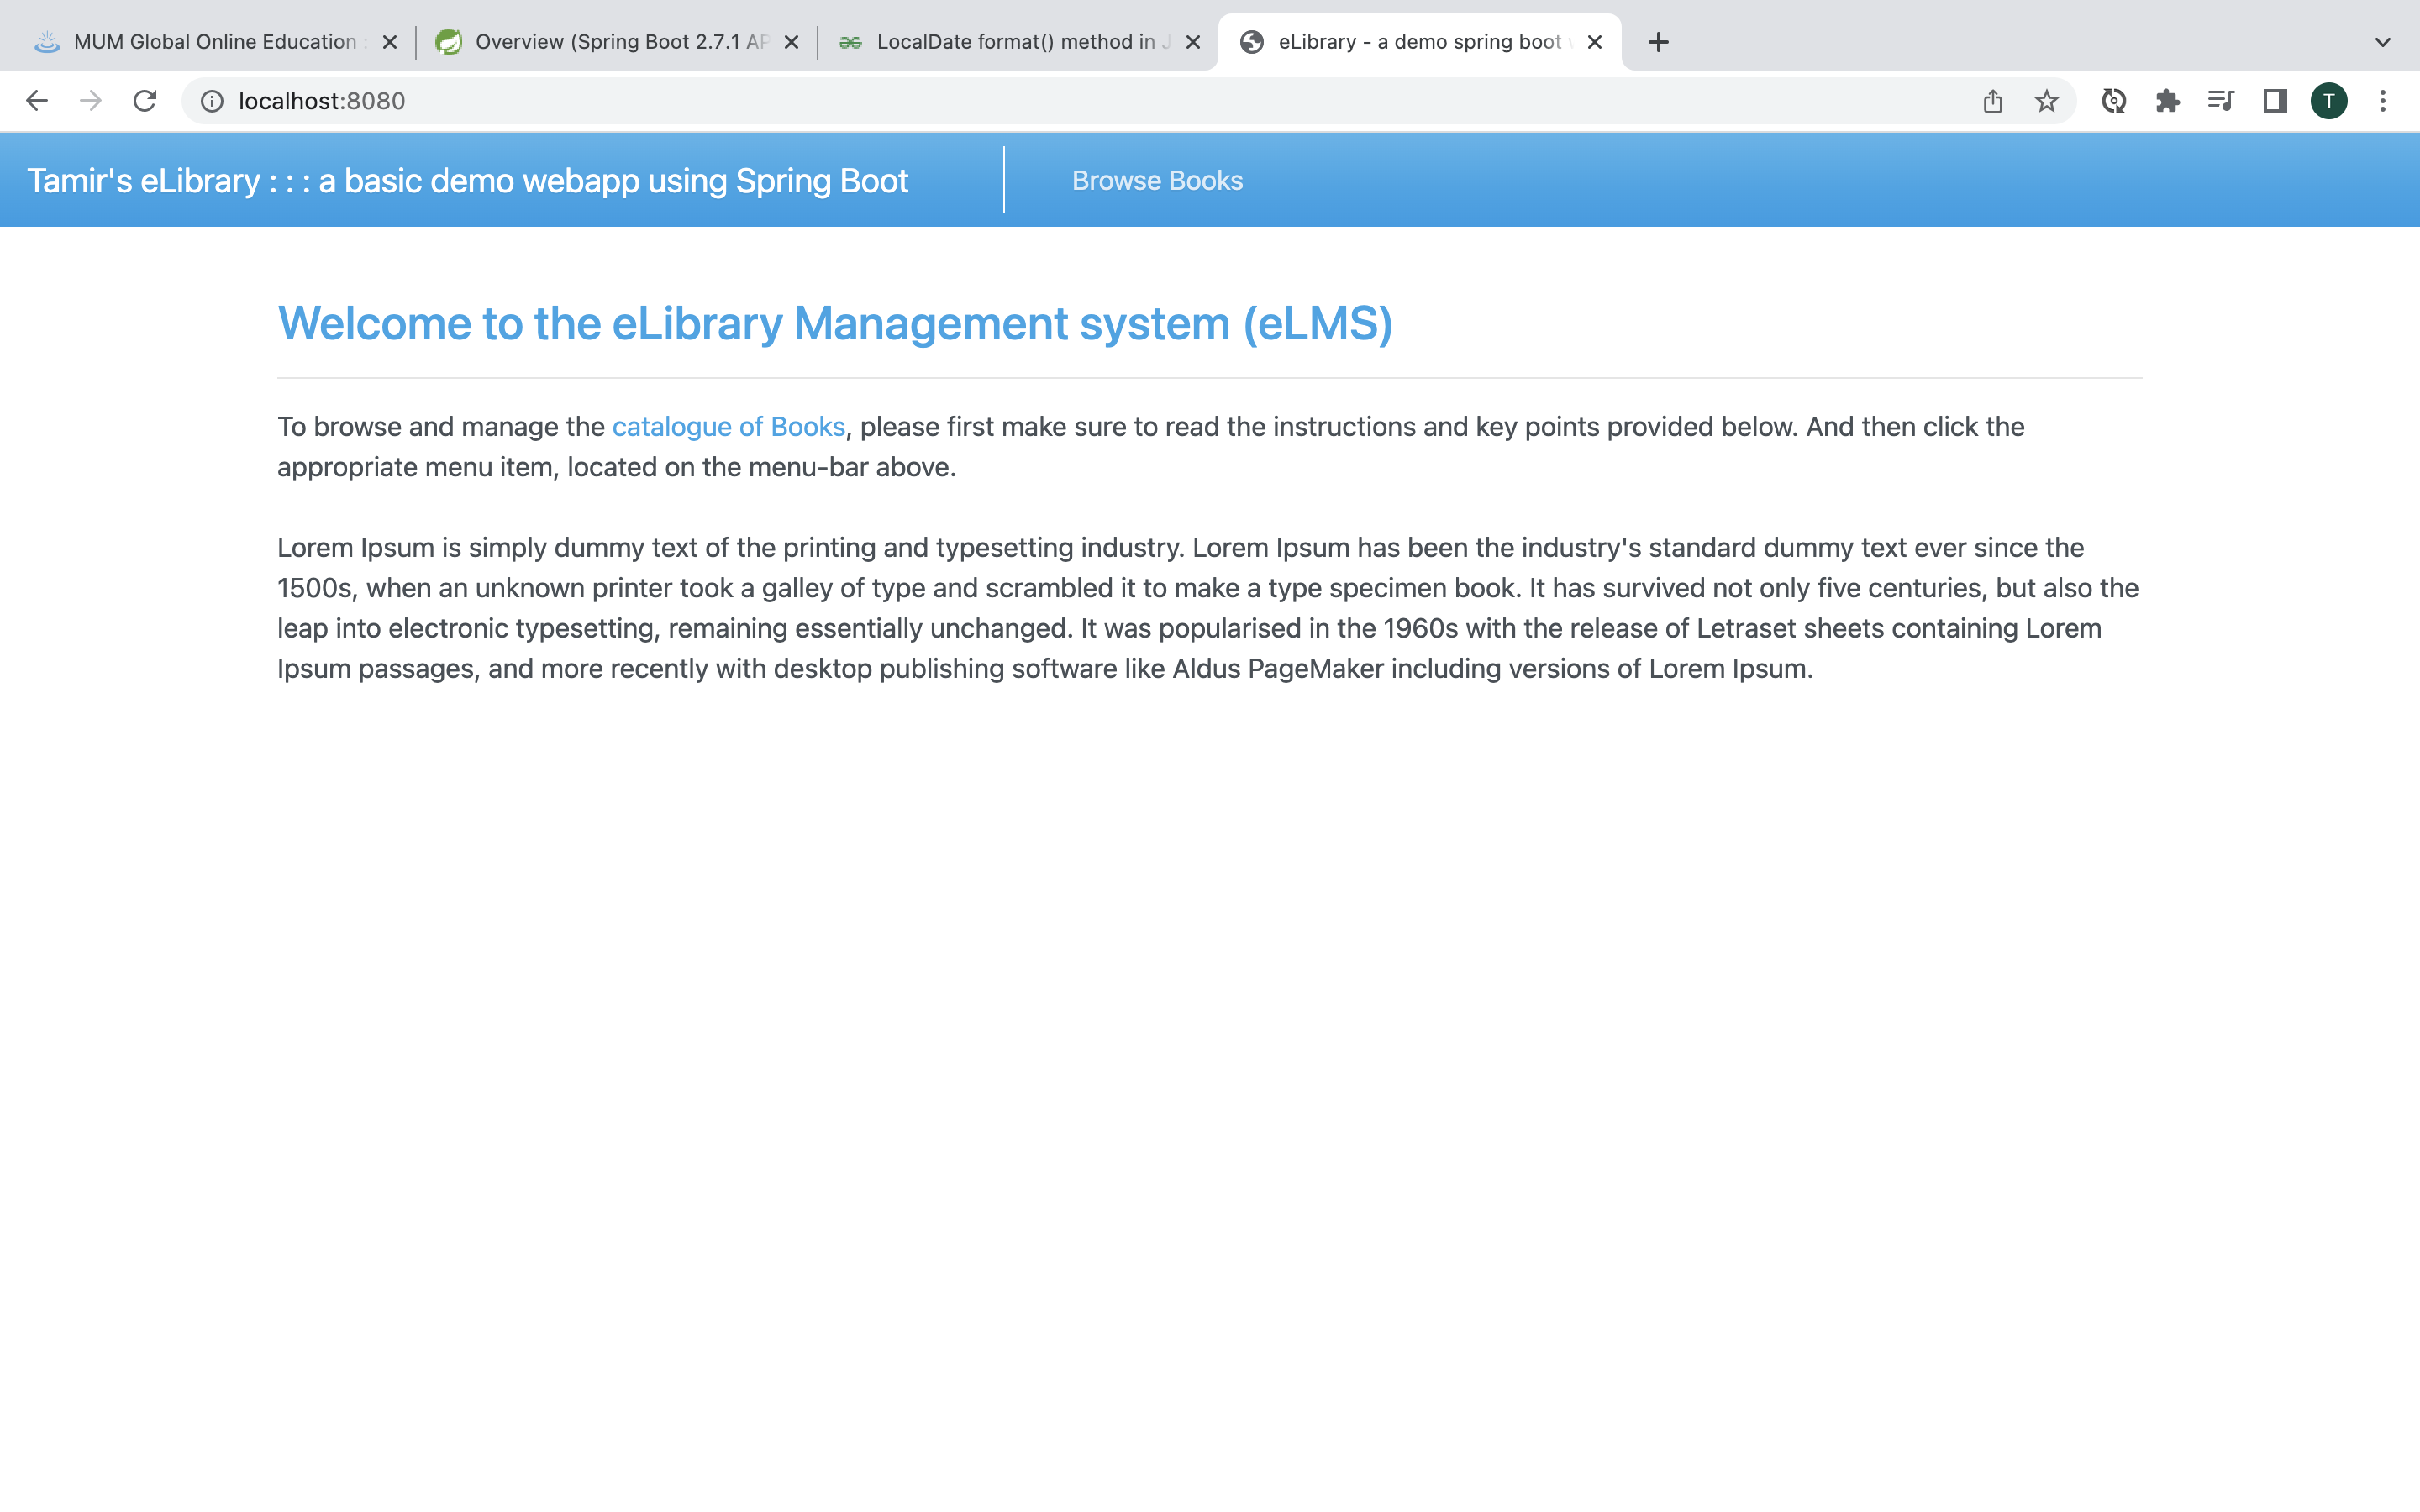 MUM Global Online Education
Overview (Spring Boot 2.7.1 AP
LocalDate format() method in J
eLibrary - a demo spring boot
localhost:8080
T
Tamir's eLibrary : : : a basic demo webapp using Spring Boot
Browse Books
Welcome to the eLibrary Management system (eLMS)
To browse and manage the catalogue of Books, please first make sure to read the instructions and key points provided below. And then click the
appropriate menu item, located on the menu-bar above.
Lorem Ipsum is simply dummy text of the printing and typesetting industry. Lorem Ipsum has been the industry's standard dummy text ever since the
1500s, when an unknown printer took a galley of type and scrambled it to make a type specimen book. It has survived not only five centuries, but also the
leap into electronic typesetting, remaining essentially unchanged. It was popularised in the 1960s with the release of Letraset sheets containing Lorem
Ipsum passages, and more recently with desktop publishing software like Aldus PageMaker including versions of Lorem Ipsum.